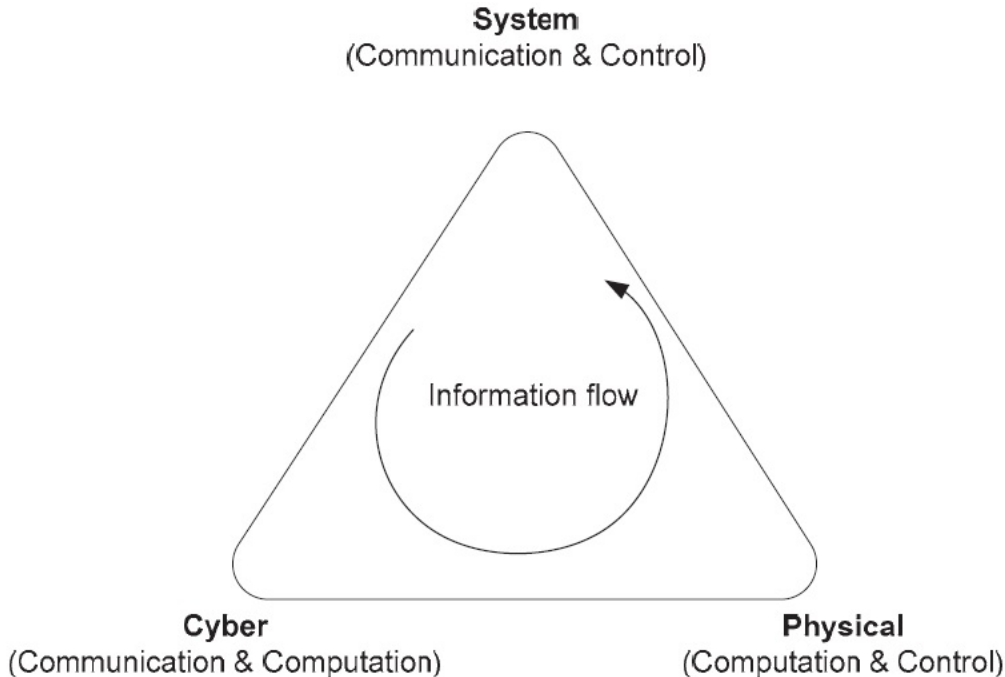 System
(Communication & Control)
Information flow
Cyber
(Communication & Computation)
Physical
(Computation & Control)